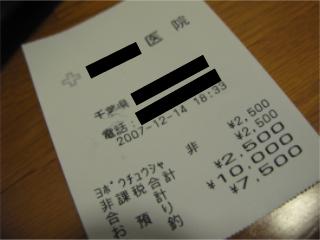 医院
千葉県
電話:
2007-12-14 18:33
ﾖﾎﾞｳﾁｭｳｼｬ 非 ¥2,500
非課税合計 ¥2,500
合計 ¥2,500
お預り ¥10,000
お釣 ¥7,500